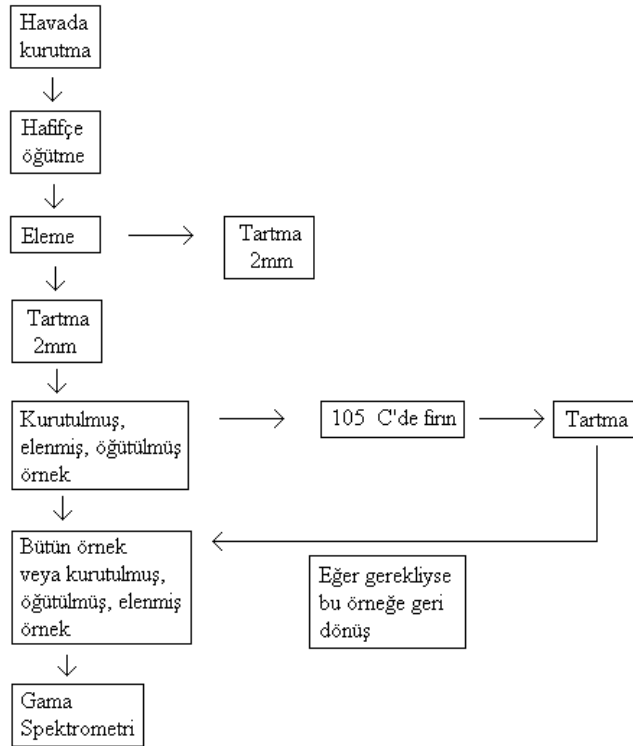 Havada
kurutma
Hafifçe
öğütme
Eleme
Tartma
2mm
Tartma
2mm
Kurutulmuş,
elenmiş, öğütülmüş
örnek
105 C'de fırın
Tartma
Bütün örnek
veya kurutulmuş,
öğütülmüş, elenmiş
örnek
Eğer gerekliyse
bu örneğe geri
dönüş
Gama
Spektrometri